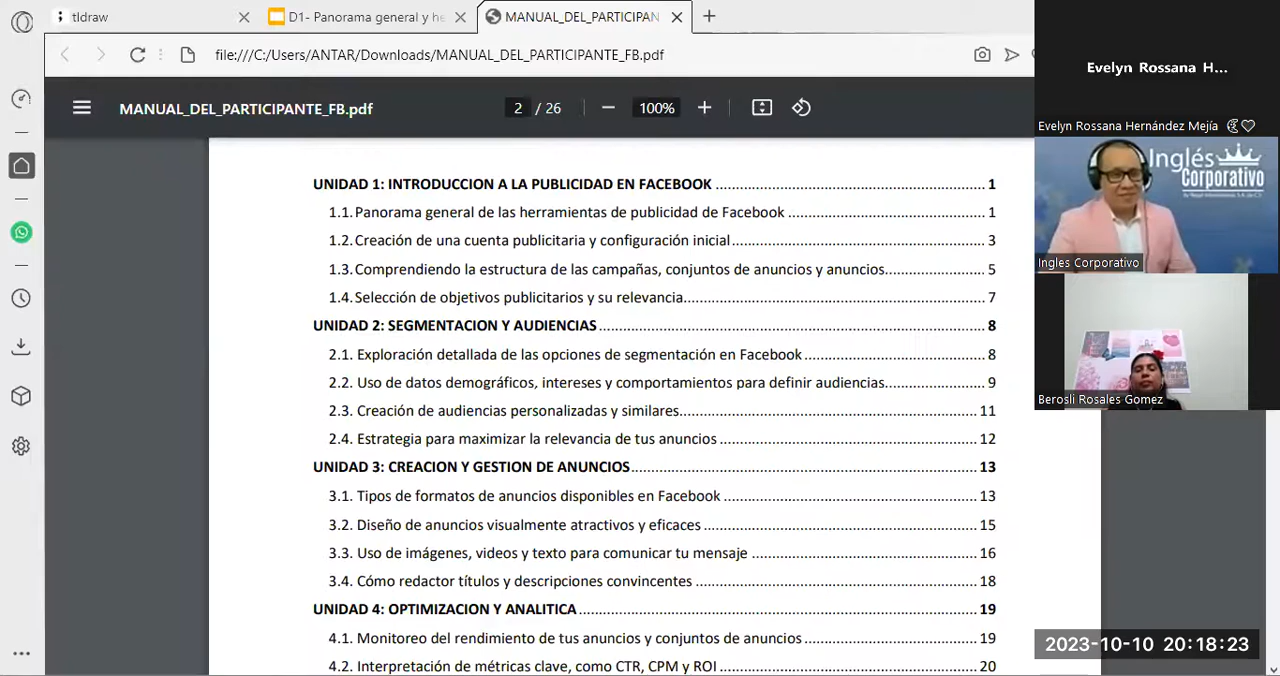 tldraw
D1- Panorama general y he
MANUAL_DEL_PARTICIPAN
file:///C:/Users/ANTAR/Downloads/MANUAL_DEL_PARTICIPANTE_FB.pdf
MANUAL_DEL_PARTICIPANTE_FB.pdf
2 / 26
100%
UNIDAD 1: INTRODUCCION A LA PUBLICIDAD EN FACEBOOK 1
1.1. Panorama general de las herramientas de publicidad de Facebook 1
1.2. Creación de una cuenta publicitaria y configuración inicial 3
1.3. Comprendiendo la estructura de las campañas, conjuntos de anuncios y anuncios 5
1.4. Selección de objetivos publicitarios y su relevancia 7
UNIDAD 2: SEGMENTACION Y AUDIENCIAS 8
2.1. Exploración detallada de las opciones de segmentación en Facebook 8
2.2. Uso de datos demográficos, intereses y comportamientos para definir audiencias 9
2.3. Creación de audiencias personalizadas y similares 11
2.4. Estrategia para maximizar la relevancia de tus anuncios 12
UNIDAD 3: CREACION Y GESTION DE ANUNCIOS 13
3.1. Tipos de formatos de anuncios disponibles en Facebook 13
3.2. Diseño de anuncios visualmente atractivos y eficaces 15
3.3. Uso de imágenes, videos y texto para comunicar tu mensaje 16
3.4. Cómo redactor títulos y descripciones convincentes 18
UNIDAD 4: OPTIMIZACION Y ANALITICA 19
4.1. Monitoreo del rendimiento de tus anuncios y conjuntos de anuncios 19
4.2. Interpretación de métricas clave, como CTR, CPM y ROI 20
Evelyn Rossana H...
Evelyn Rossana Hernández Mejía
Inglés
Corporativo
Ingles Corporativo
Berosli Rosales Gomez
2023-10-10 20:18:23